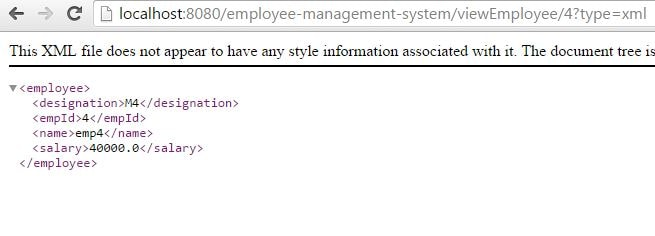 localhost:8080/employee-management-system/viewEmployee/4?type=xml
This XML file does not appear to have any style information associated with it. The document tree is
<employee>
<designation>M4</designation>
<empId>4</empId>
<name>emp4</name>
<salary>40000.0</salary>
</employee>